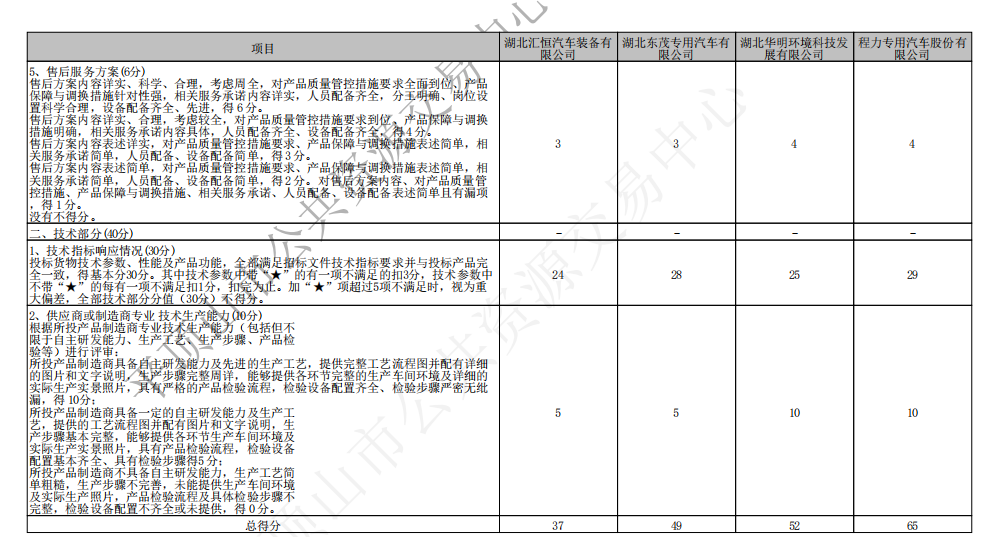 项目
湖北汇恒汽车装备有
限公司
湖北东茂专用汽车有
限公司
湖北华明环境科技发
展有限公司
程力专用汽车股份有
限公司
5、售后服务方案(6分)
售后方案内容详实、科学、合理，考虑周全，对产品质量管控措施要求全面到位、产品
保障与调换措施针对性强，相关服务承诺内容详实，人员配备齐全，分工明确、岗位设
置科学合理，设备配备齐全、先进，得6分。
售后方案内容详实、合理，考虑较全，对产品质量管控措施要求到位、产品保障与调换
措施明确，相关服务承诺内容具体，人员配备齐全、设备配备齐全，得4分。
售后方案内容表述详实，对产品质量管控措施要求、产品保障与调换措施表述简单，相
关服务承诺简单，人员配备、设备配备简单，得3分。
售后方案内容表述简单，对产品质量管控措施要求、产品保障与调换措施表述简单，相
关服务承诺简单，人员配备、设备配备简单，得2分。对售后方案内容、对产品质量管
控措施、产品保障与调换措施、相关服务承诺、人员配备、设备配备表述简单且有漏项
，得1分。
没有不得分。
3
3
4
4
二、技术部分(40分)
-
-
-
-
1、技术指标响应情况(30分)
投标货物技术参数、性能及产品功能，全部满足招标文件技术指标要求并与投标产品完
全一致，得基本分30分。其中技术参数中带“★”的有一项不满足的扣3分，技术参数中
不带“★”的每有一项不满足扣1分，扣完为止。加“★”项超过5项不满足时，视为重
大偏差，全部技术部分分值（30分）不得分。
24
28
25
29
2、供应商或制造商专业 技术生产能力(10分)
根据所投产品制造商专业技术生产能力（包括但不
限于自主研发能力、生产工艺、生产步骤、产品检
验等）进行评审：
所投产品制造商具备自主研发能力及先进的生产工艺，提供完整工艺流程图并配有详细
的图片和文字说明，生产步骤完整周详，能够提供各环节完整的生产车间环境及详细的
实际生产实景照片，具有严格的产品检验流程，检验设备配置齐全、检验步骤严密无纰
漏，得10分；
所投产品制造商具备一定的自主研发能力及生产工
艺，提供的工艺流程图并配有图片和文字说明，生
产步骤基本完整，能够提供各环节生产车间环境及
实际生产实景照片，具有产品检验流程，检验设备
配置基本齐全、具有检验步骤得5分；
所投产品制造商不具备自主研发能力，生产工艺简
单粗糙，生产步骤不完善，未能提供生产车间环境
及实际生产照片，产品检验流程及具体检验步骤不
完整，检验设备配置不齐全或未提供，得0分。
5
5
10
10
总得分
37
49
52
65
平顶山市公共资源交易中心
顶山市公共资源交易中心